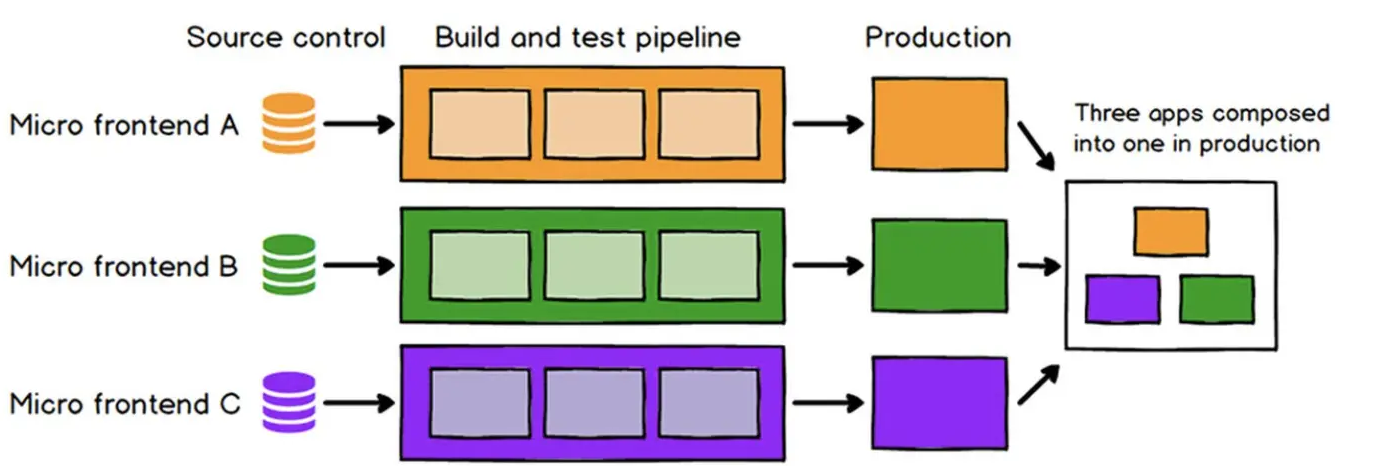 Source control
Build and test pipeline
Production
Micro frontend A
Three apps composed
into one in production
Micro frontend B
Micro frontend C